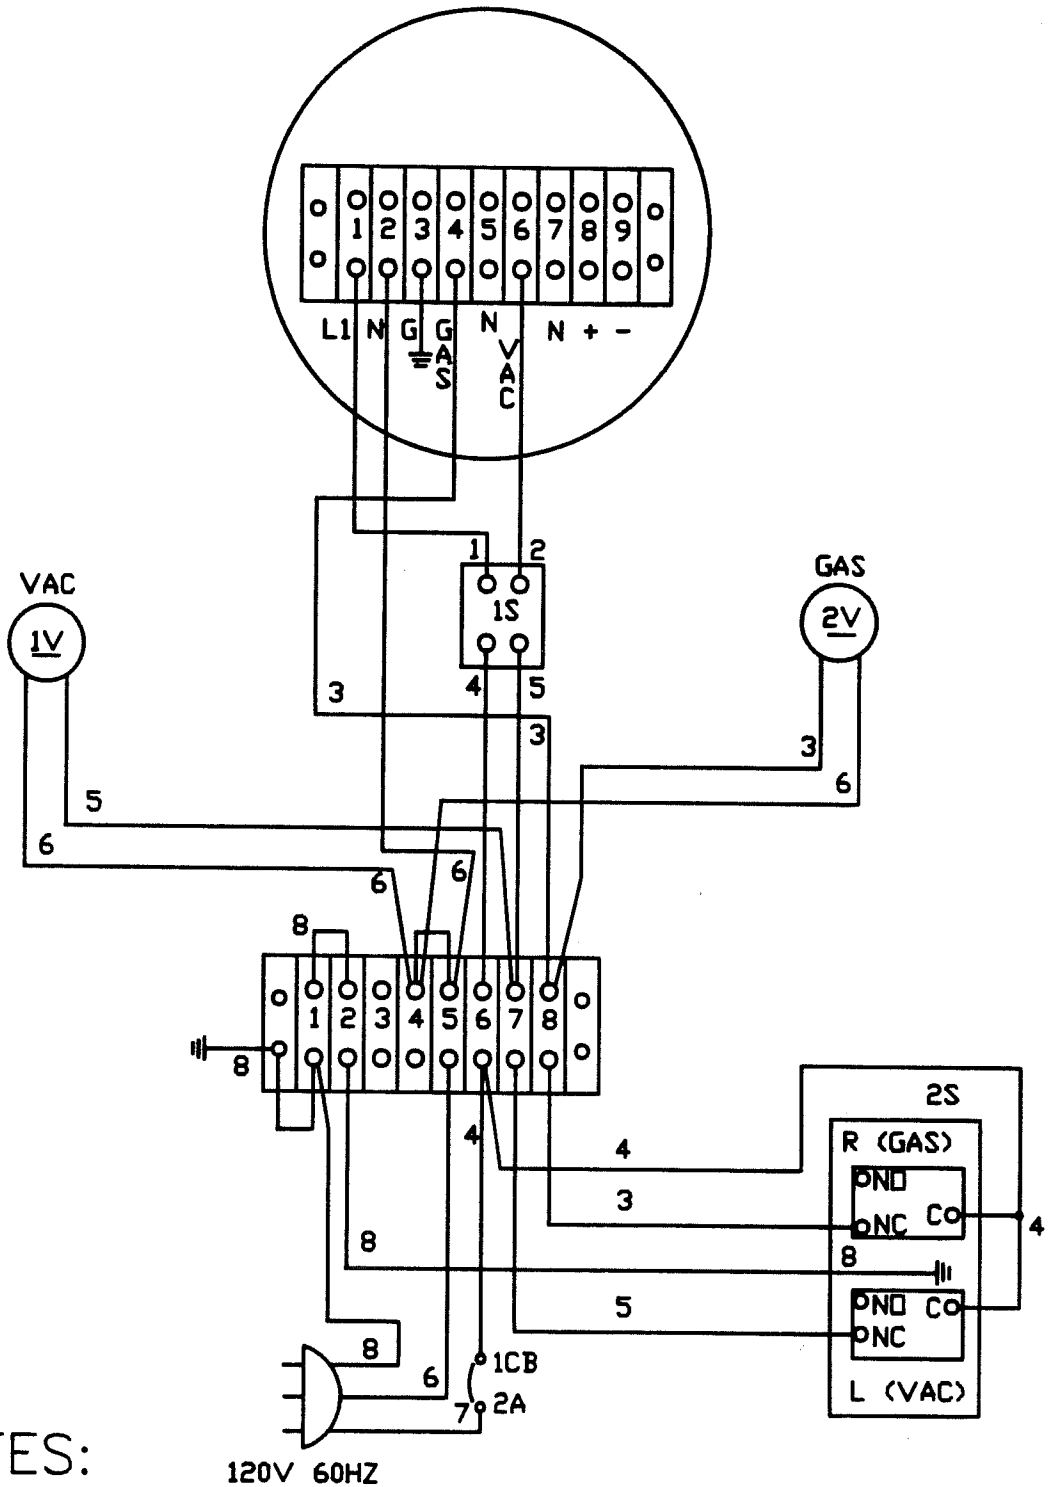 1 2 3 4 5 6 7 8 9
L1 N G GAS N VAC N + -
1 2
VAC
GAS
1S
1V
2V
4 5
3
3
3
6
5
6
6
6
8
1 2 3 4 5 6 7 8
8
4
4
2S
R (GAS)
NO
3
NC C
4
8
8
NO C
5
NC
8
1CB
6
L (VAC)
7 2A
TES:
120V 60HZ